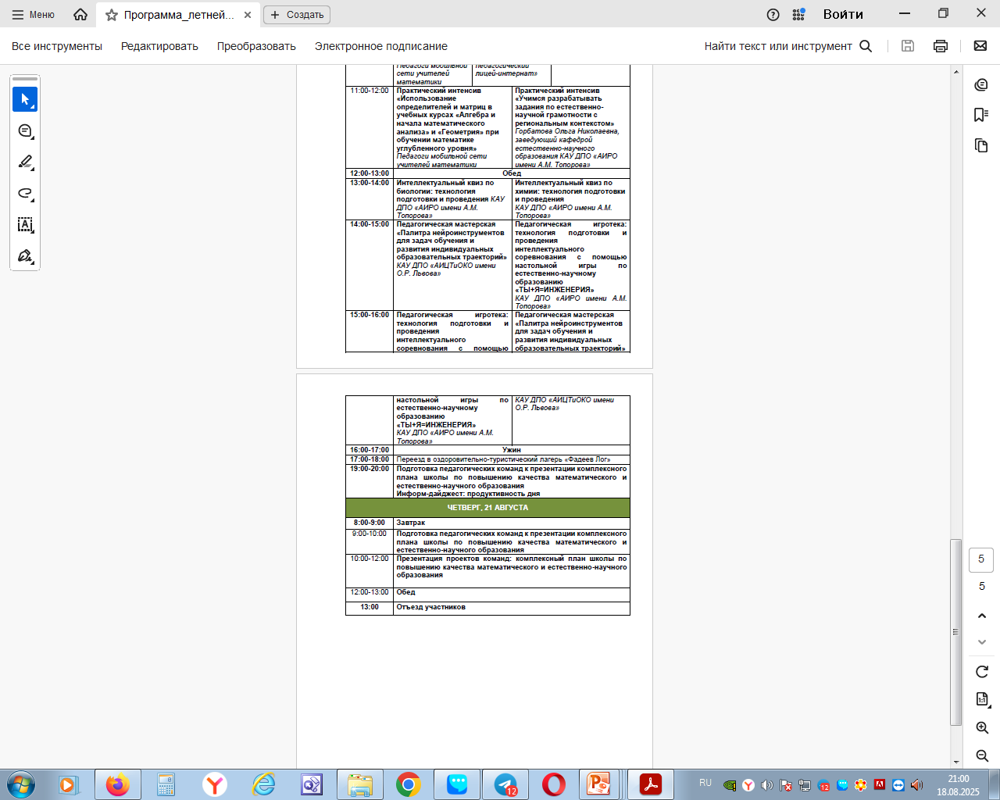 Меню
Программа_летней...
Создать
Войти
Все инструменты
Редактировать
Преобразовать
Электронное подписание
Найти текст или инструмент
Педагоги мобильной
сети учителей
математики
педагогический
лицей-интернат»
11:00-12:00
Практический интенсив
«Использование
определителей и матриц в
учебных курсах «Алгебра и
начала математического
анализа» и «Геометрия» при
обучении математике
углубленного уровня»
Педагоги мобильной сети
учителей математики
Практический интенсив
«Учимся разрабатывать
задания по естественно-
научной грамотности с
региональным контекстом»
Горбатова Ольга Николаевна,
заведующий кафедрой
естественно-научного
образования КАУ ДПО «АИРО
имени А.М. Топорова»
12:00-13:00
Обед
13:00-14:00
Интеллектуальный квиз по
биологии: технология
подготовки и проведения КАУ
ДПО «АИРО имени А.М.
Топорова»
Интеллектуальный квиз по
химии: технология подготовки
и проведения
КАУ ДПО «АИРО имени А.М.
Топорова»
14:00-15:00
Педагогическая мастерская
«Палитра нейроинструментов
для задач обучения и
развития индивидуальных
образовательных траекторий»
КАУ ДПО «АИЦТиОКО имени
О.Р. Львова»
Педагогическая игротека:
технология подготовки и
проведения
интеллектуального
соревнования с помощью
настольной игры по
естественно-научному
образованию
«ТЫ+Я=ИНЖЕНЕРИЯ»
КАУ ДПО «АИРО имени А.М.
Топорова»
15:00-16:00
Педагогическая игротека:
технология подготовки и
проведения
интеллектуального
соревнования с помощью
Педагогическая мастерская
«Палитра нейроинструментов
для задач обучения и
развития индивидуальных
образовательных траекторий»
настольной игры по
естественно-научному
образованию
«ТЫ+Я=ИНЖЕНЕРИЯ»
КАУ ДПО «АИРО имени А.М.
Топорова»
КАУ ДПО «АИЦТиОКО имени
О.Р. Львова»
16:00-17:00
Ужин
17:00-18:00
Переезд в оздоровительно-туристический лагерь «Фадеев Лог»
19:00-20:00
Подготовка педагогических команд к презентации комплексного
плана школы по повышению качества математического и
естественно-научного образования
Информ-дайджест: продуктивность дня
ЧЕТВЕРГ, 21 АВГУСТА
8:00-9:00
Завтрак
9:00-10:00
Подготовка педагогических команд к презентации комплексного
плана школы по повышению качества математического и
естественно-научного образования
10:00-12:00
Презентация проектов команд: комплексный план школы по
повышению качества математического и естественно-научного
образования
12:00-13:00
Обед
13:00
Отъезд участников
5
5
1:1
12
RU
12
21:00
18.08.2025